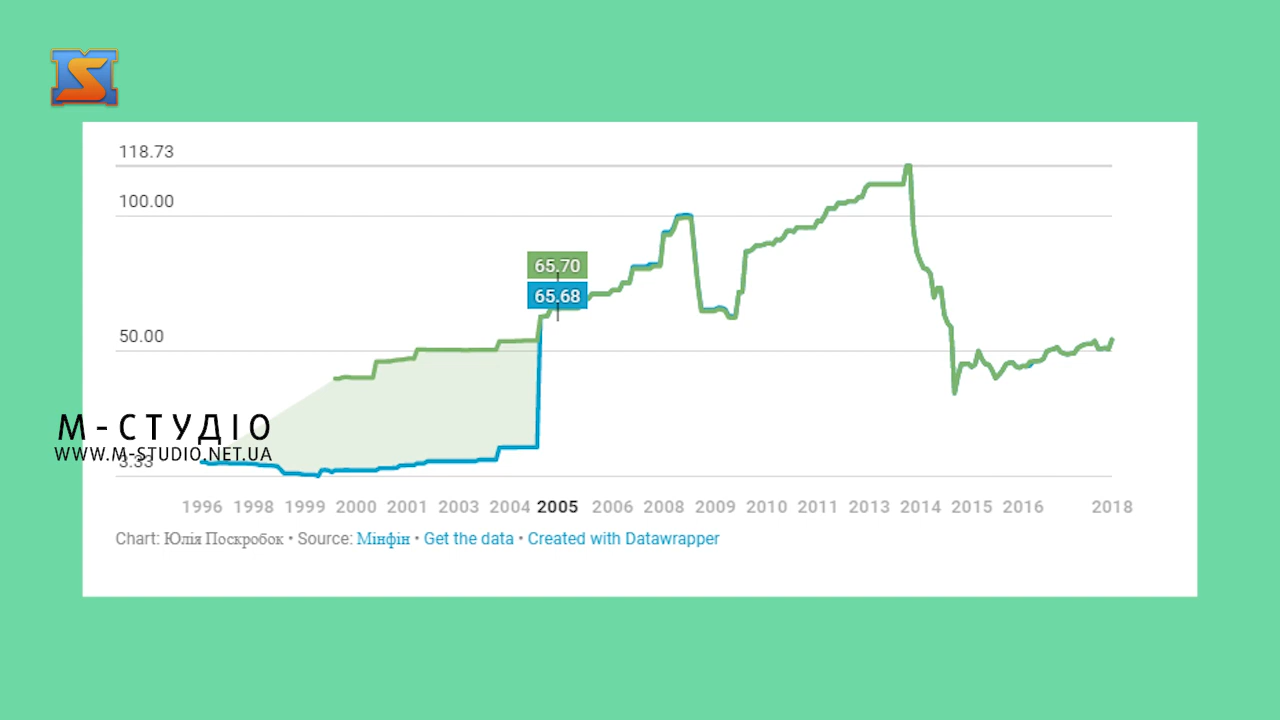 118.73
100.00
65.70
65.68
50.00
М-СТУДІО
WWW.M-STUDIO.NET.UA
3.33
1996 1998 1999 2000 2001 2003 2004 2005 2006 2008 2009 2010 2011 2013 2014 2015 2016 2018
Chart: Юлія Поскробок • Source: Мінфін • Get the data • Created with Datawrapper